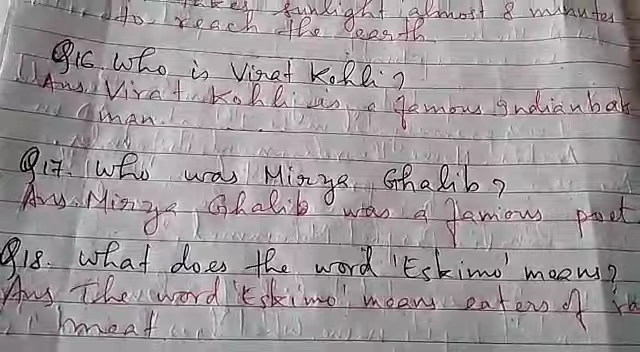 takes sunlight almost 8 minutes
to reach the earth
Q16 Who is Virat Kohli?
Ans. Virat Kohli is a famous Indian bats
man.
Q17. Who was Mirza Ghalib?
Ans. Mirza Ghalib was a famous poet
Q18. What does the word 'Eskimo' means?
Ans The word 'Eskimo' means eaters of ra
meat